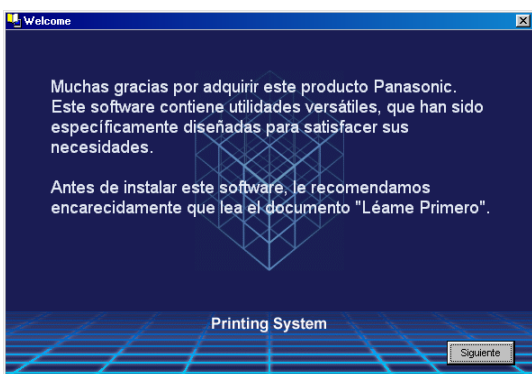 Welcome
Muchas gracias por adquirir este producto Panasonic.
Este software contiene utilidades versátiles, que han sido
específicamente diseñadas para satisfacer sus
necesidades.
Antes de instalar este software, le recomendamos
encarecidamente que lea el documento "Léame Primero".
Printing System
Siguiente